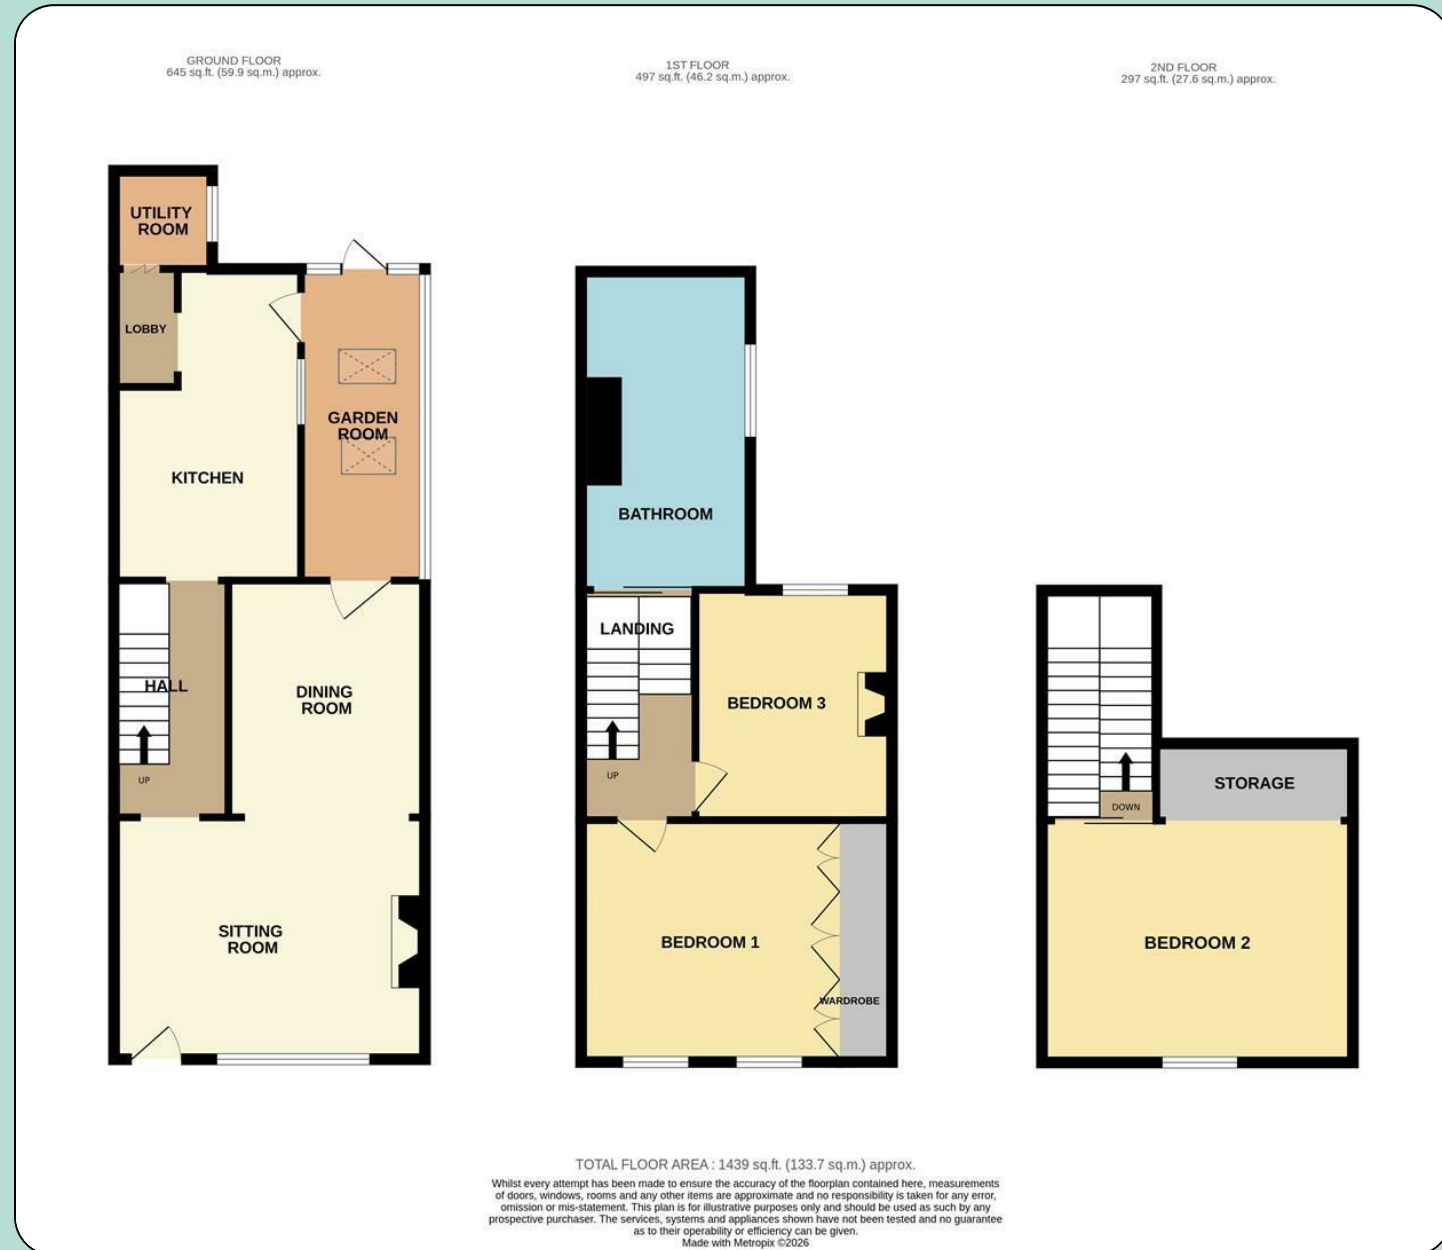 GROUND FLOOR
645 sq.ft. (59.9 sq.m.) approx.
1ST FLOOR
497 sq.ft. (46.2 sq.m.) approx.
2ND FLOOR
297 sq.ft. (27.6 sq.m.) approx.
UTILITY
ROOM
LOBBY
GARDEN
ROOM
KITCHEN
HALL
DINING
ROOM
UP
SITTING
ROOM
BATHROOM
LANDING
BEDROOM 3
UP
BEDROOM 1
WARDROBE
STORAGE
DOWN
BEDROOM 2
TOTAL FLOOR AREA : 1439 sq.ft. (133.7 sq.m.) approx.
Whilst every attempt has been made to ensure the accuracy of the floorplan contained here, measurements
of doors, windows, rooms and any other items are approximate and no responsibility is taken for any error,
omission or mis-statement. This plan is for illustrative purposes only and should be used as such by any
prospective purchaser. The services, systems and appliances shown have not been tested and no guarantee
as to their operability or efficiency can be given.
Made with Metropix ©2026